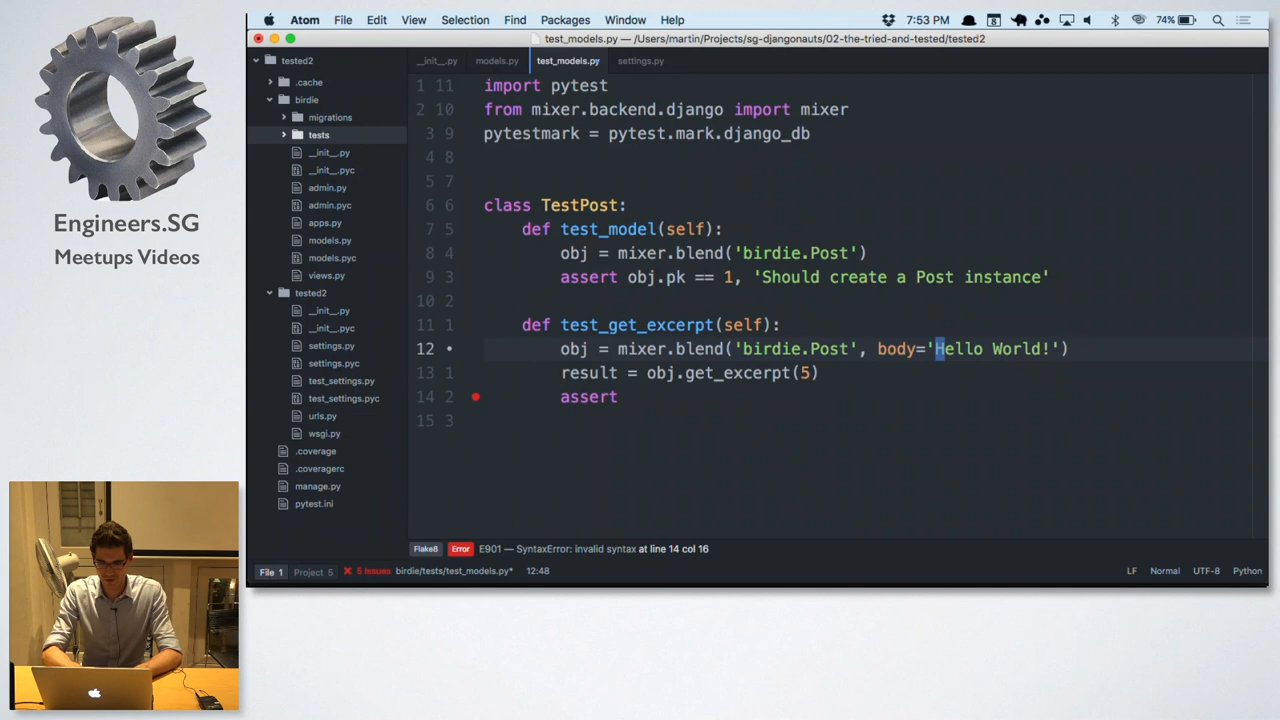 Engineers.SG
Meetups Videos
Atom File Edit View Selection Find Packages Window Help
8 7:53 PM 74%
test_models.py — /Users/martin/Projects/sg-djangonauts/02-the-tried-and-tested/tested2
tested2
.cache
birdie
migrations
tests
__init__.py
__init__.pyc
admin.py
admin.pyc
apps.py
models.py
models.pyc
views.py
tested2
__init__.py
__init__.pyc
settings.py
settings.pyc
test_settings.py
test_settings.pyc
urls.py
wsgi.py
.coverage
.coveragerc
manage.py
pytest.ini
__init__.py models.py test_models.py settings.py
1 11 import pytest
2 10 from mixer.backend.django import mixer
3 9 pytestmark = pytest.mark.django_db
4 8
5 7
6 6 class TestPost:
7 5 def test_model(self):
8 4 obj = mixer.blend('birdie.Post')
9 3 assert obj.pk == 1, 'Should create a Post instance'
10 2
11 1 def test_get_excerpt(self):
12 • obj = mixer.blend('birdie.Post', body='Hello World!')
13 1 result = obj.get_excerpt(5)
14 2 assert
15 3
Flake8 Error E901 — SyntaxError: invalid syntax at line 14 col 16
File 1 Project 5 5 Issues birdie/tests/test_models.py* 12:48 LF Normal UTF-8 Python